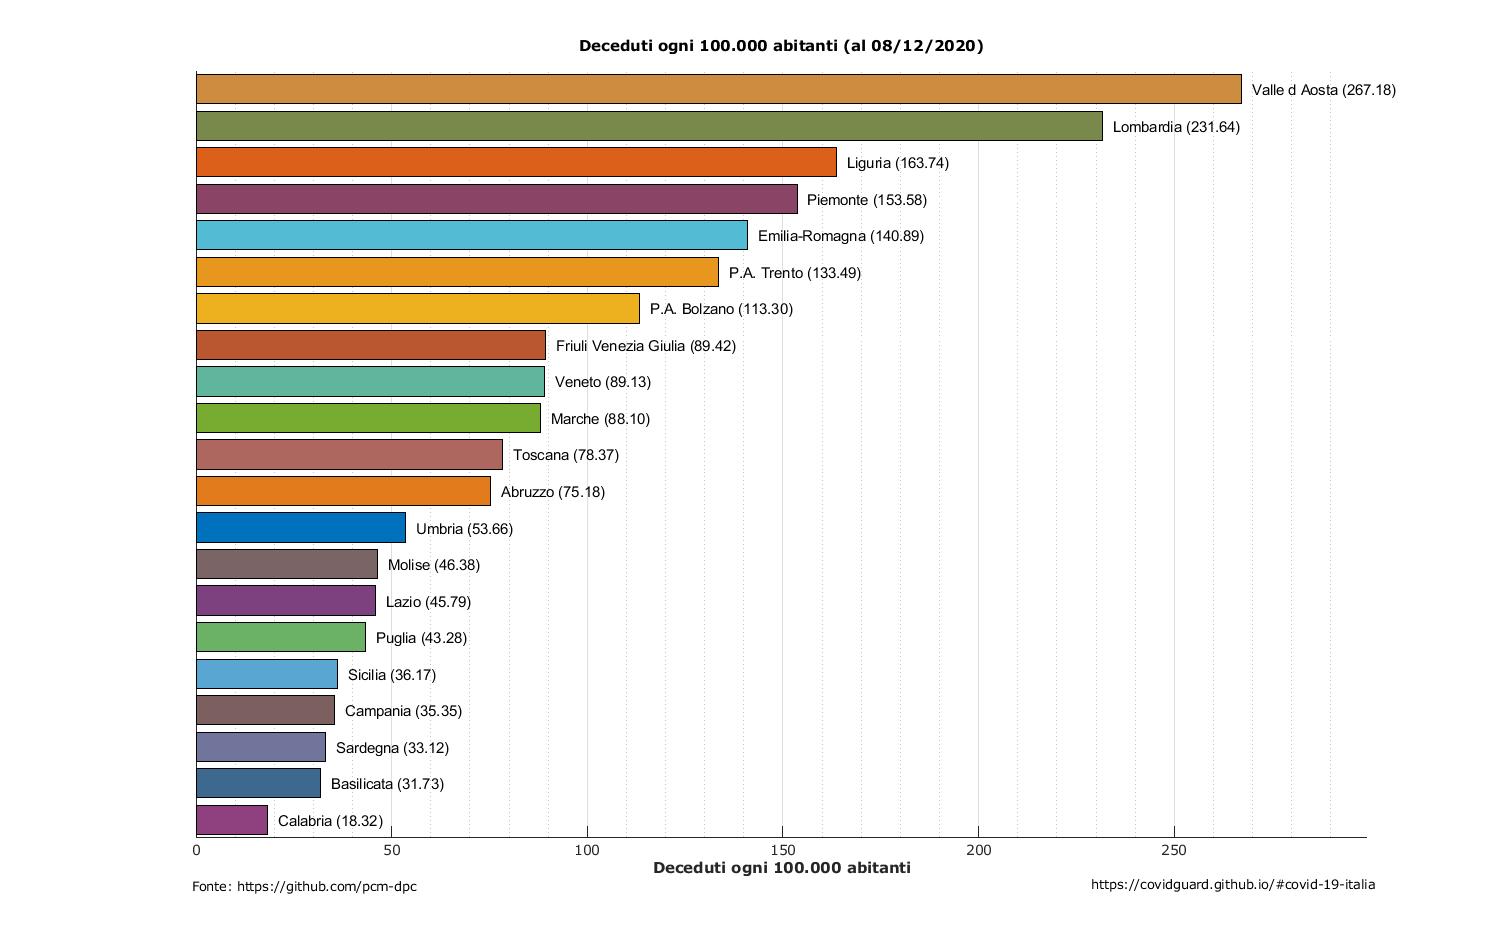 Deceduti ogni 100.000 abitanti (al 08/12/2020)
Valle d Aosta (267.18)
Lombardia (231.64)
Liguria (163.74)
Piemonte (153.58)
Emilia-Romagna (140.89)
P.A. Trento (133.49)
P.A. Bolzano (113.30)
Friuli Venezia Giulia (89.42)
Veneto (89.13)
Marche (88.10)
Toscana (78.37)
Abruzzo (75.18)
Umbria (53.66)
Molise (46.38)
Lazio (45.79)
Puglia (43.28)
Sicilia (36.17)
Campania (35.35)
Sardegna (33.12)
Basilicata (31.73)
Calabria (18.32)
0 50 100 150 200 250
Deceduti ogni 100.000 abitanti
Fonte: https://github.com/pcm-dpc
https://covidguard.github.io/#covid-19-italia